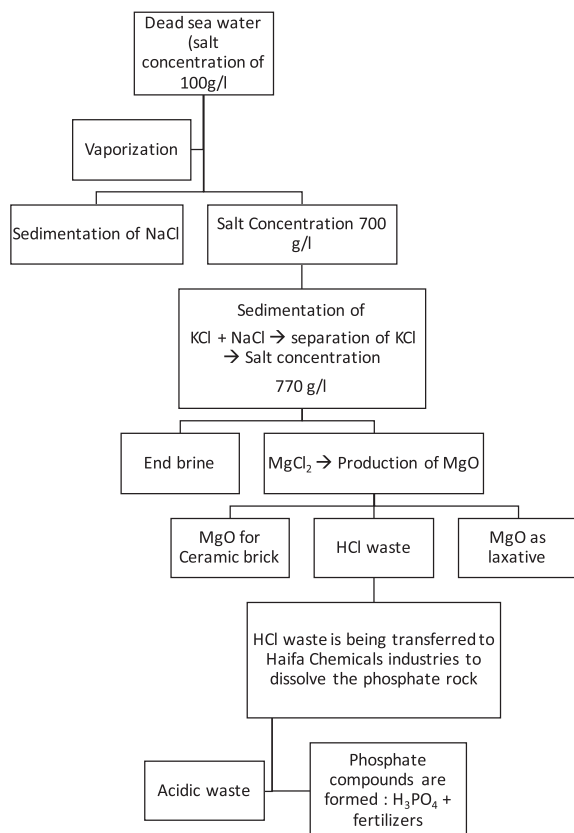 Dead sea water
(salt
concentration of
100g/l
Vaporization
Sedimentation of NaCl
Salt Concentration 700
g/l
Sedimentation of
KCl + NaCl → separation of KCl
→ Salt concentration
770 g/l
End brine
MgCl₂ → Production of MgO
MgO for
Ceramic brick
HCl waste
MgO as
laxative
HCl waste is being transferred to
Haifa Chemicals industries to
dissolve the phosphate rock
Acidic waste
Phosphate
compounds are
formed : H₃PO₄ +
fertilizers